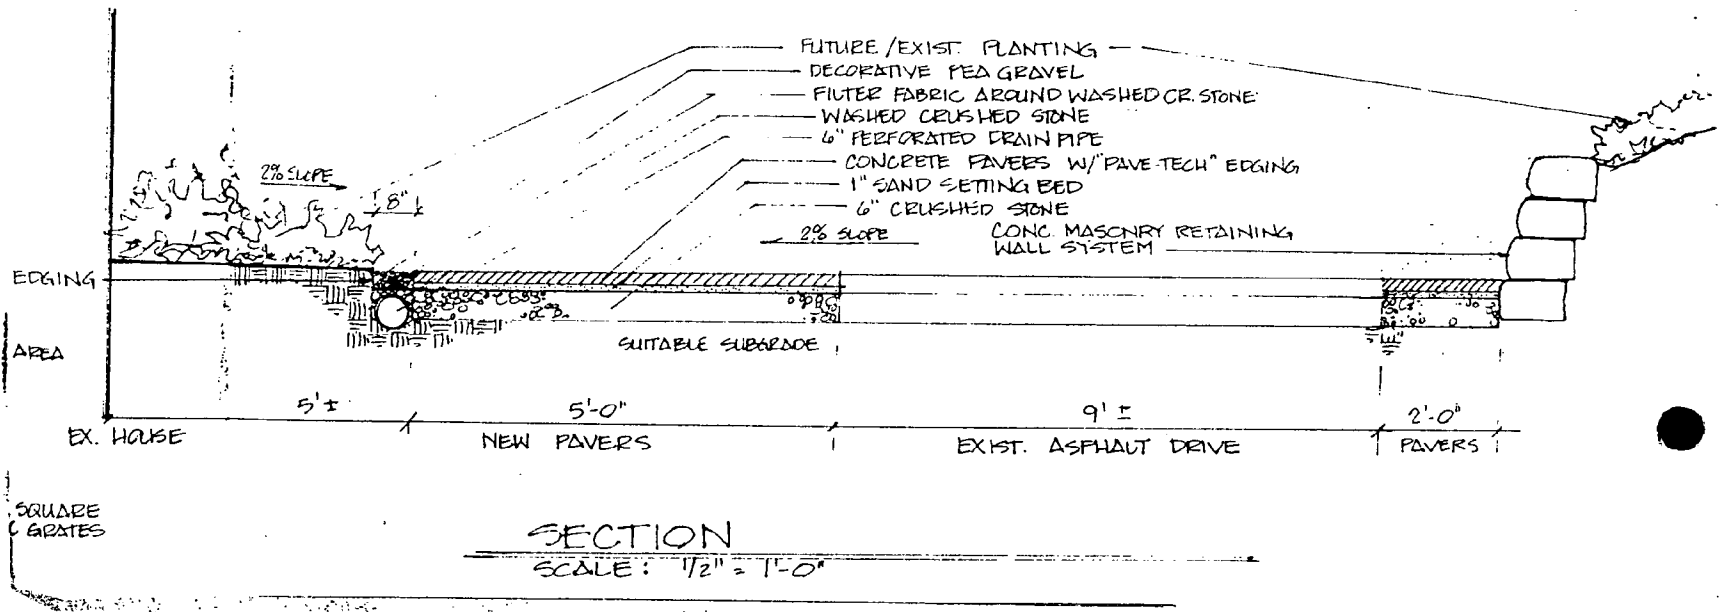 FUTURE/EXIST. PLANTING
DECORATIVE PEA GRAVEL
FILTER FABRIC AROUND WASHED CR. STONE
WASHED CRUSHED STONE
6" PERFORATED DRAIN PIPE
CONCRETE PAVERS W/"PAVE-TECH" EDGING
1" SAND SETTING BED
6" CRUSHED STONE
2% SLOPE
8"
2% SLOPE
CONC. MASONRY RETAINING
WALL SYSTEM
EDGING
SUITABLE SUBGRADE
AREA
5'±
5'-0"
9'±
2'-0"
EX. HOUSE
NEW PAVERS
EXIST. ASPHALT DRIVE
PAVERS
SQUARE
GRATES
SECTION
SCALE: 1/2" = 1'-0"